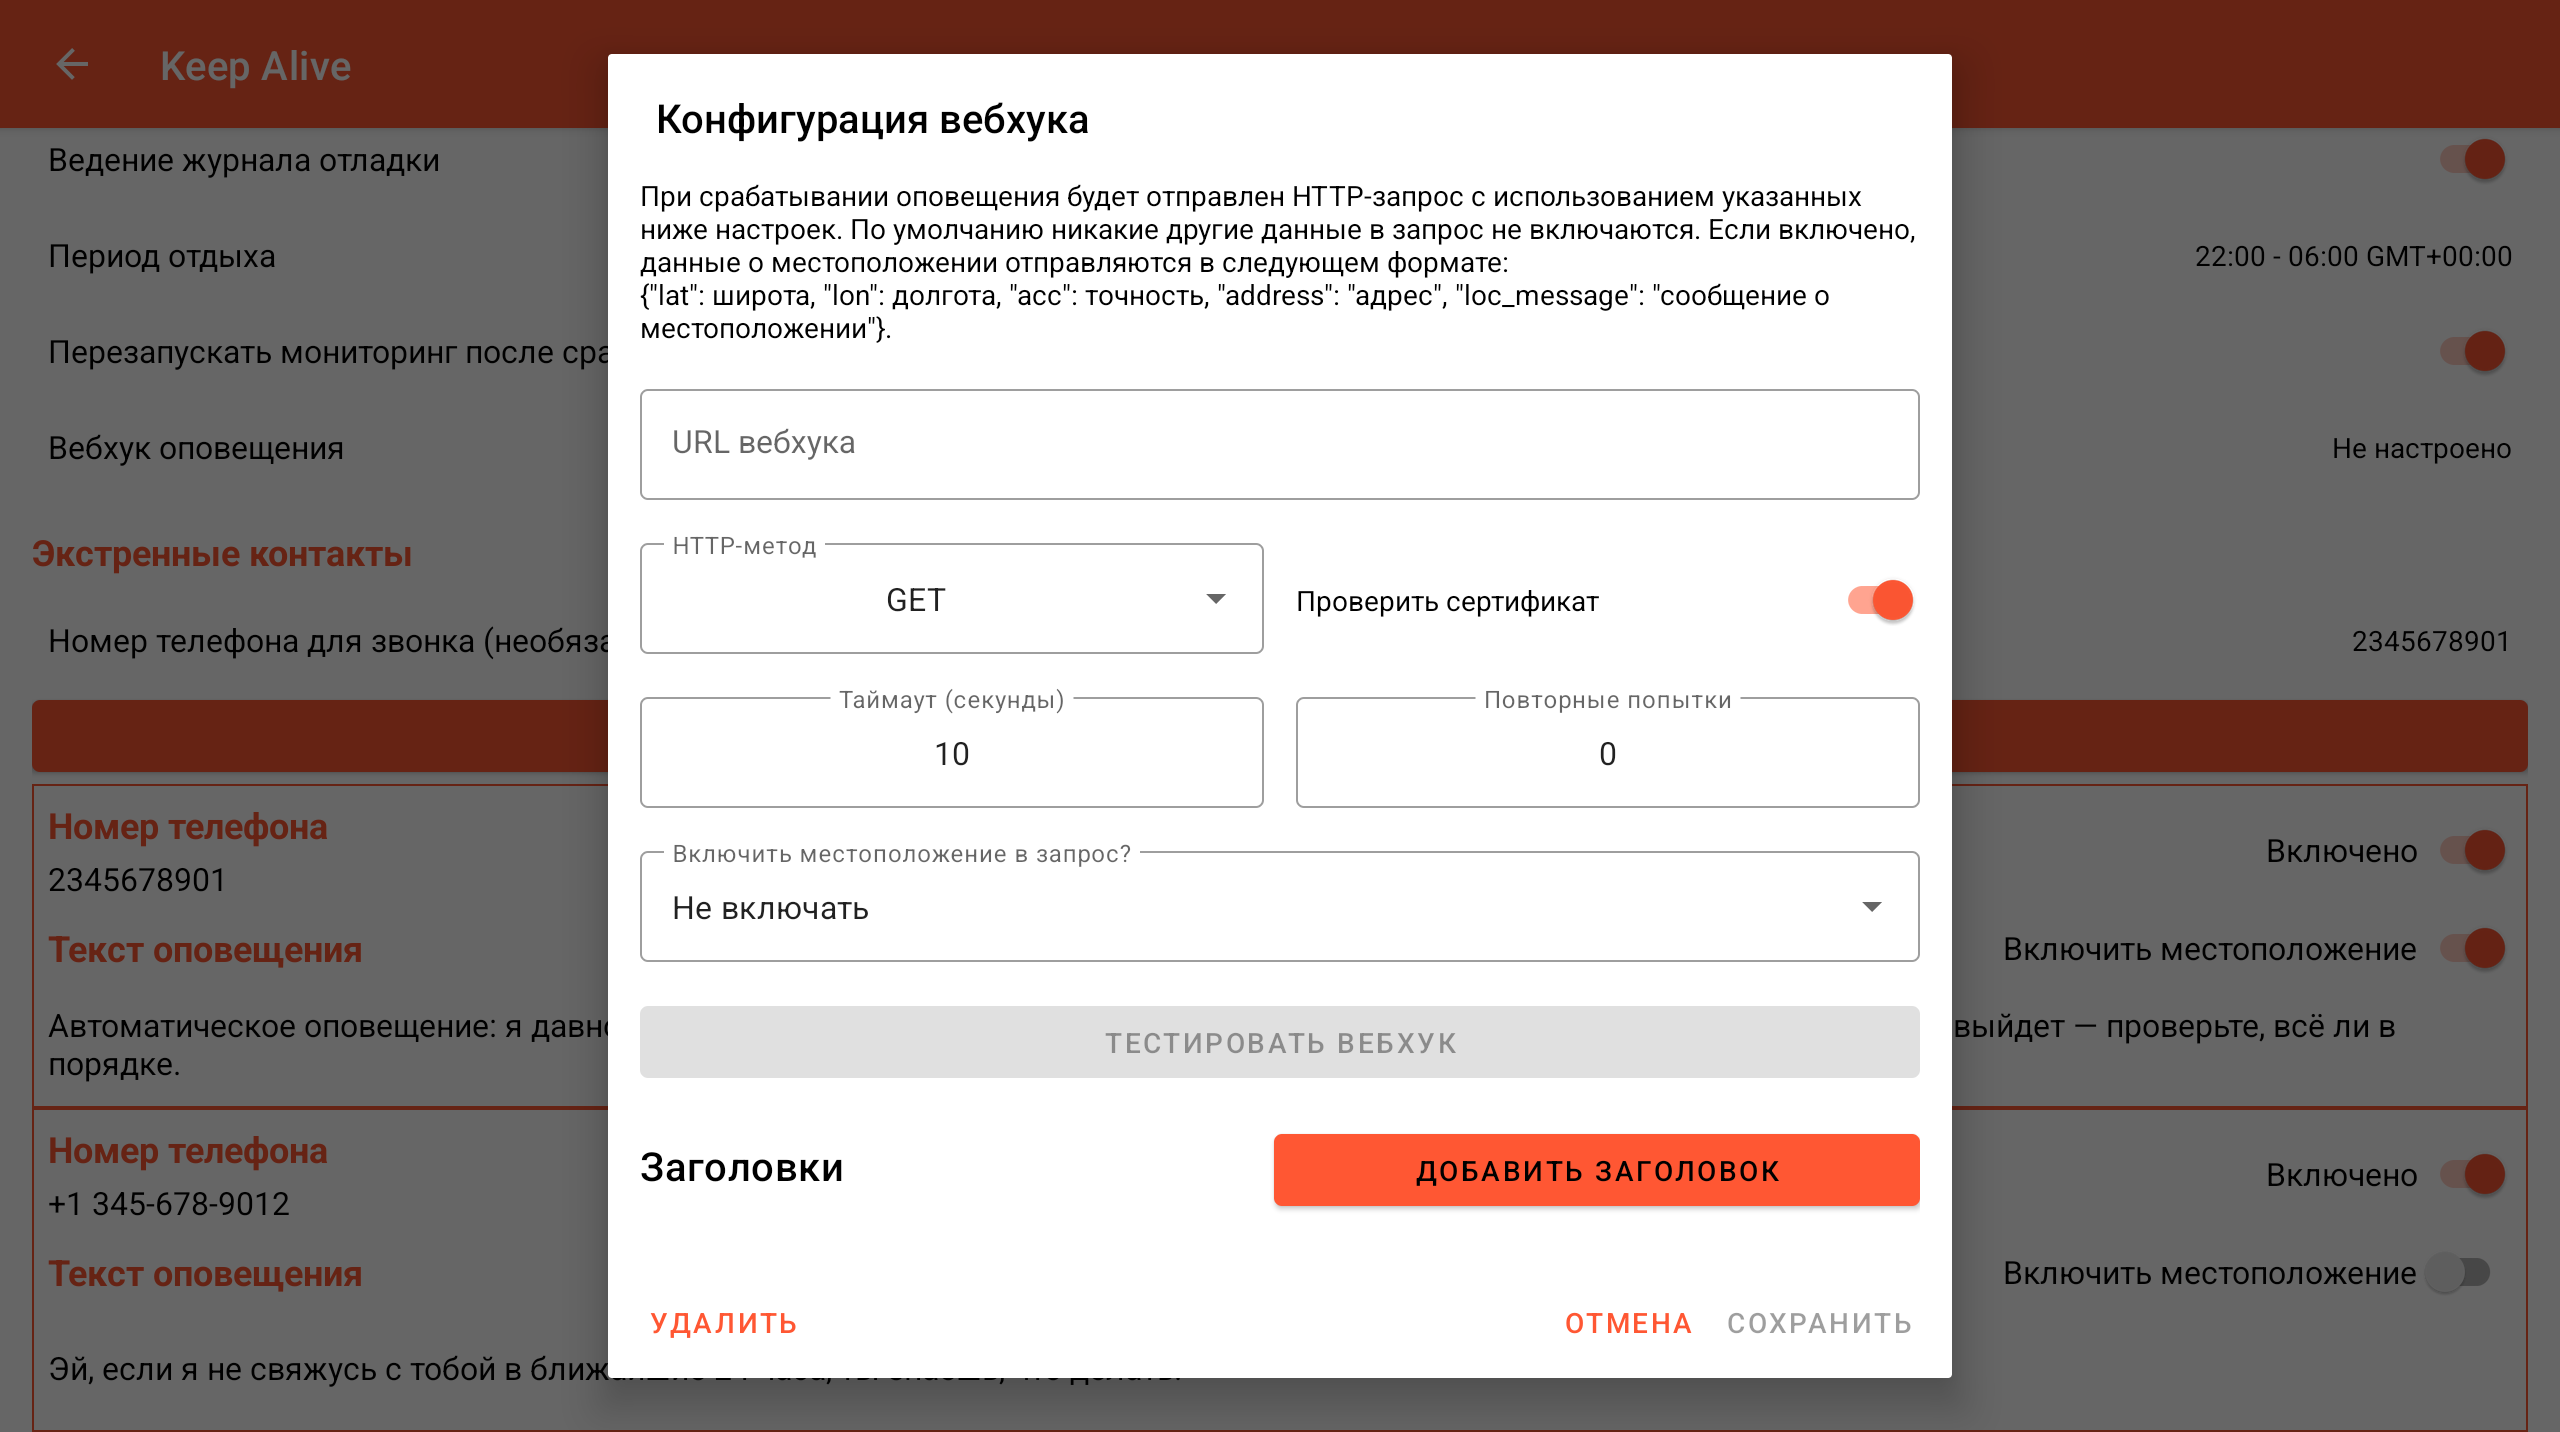 Keep Alive
Ведение журнала отладки
Период отдыха
22:00 - 06:00 GMT+00:00
Перезапускать мониторинг после
Вебхук оповещения
Не настроено
Экстренные контакты
Номер телефона для звонка
2345678901
Номер телефона
2345678901
Включено
Текст оповещения
Включить местоположение
Автоматическое оповещение: я
выйдет — проверьте, всё ли в
порядке.
Номер телефона
+1 345-678-9012
Включено
Текст оповещения
Включить местоположение
Эй, если я не свяжусь с тобой в
Конфигурация вебхука
При срабатывании оповещения будет отправлен HTTP-запрос с использованием указанных
ниже настроек. По умолчанию никакие другие данные в запрос не включаются. Если включено,
данные о местоположении отправляются в следующем формате:
{"lat": широта, "lon": долгота, "acc": точность, "address": "адрес", "loc_message": "сообщение о
местоположении"}.
URL вебхука
HTTP-метод
GET
Проверить сертификат
Таймаут (секунды)
10
Повторные попытки
0
Включить местоположение в запрос?
Не включать
ТЕСТИРОВАТЬ ВЕБХУК
Заголовки
ДОБАВИТЬ ЗАГОЛОВОК
УДАЛИТЬ
ОТМЕНА
СОХРАНИТЬ